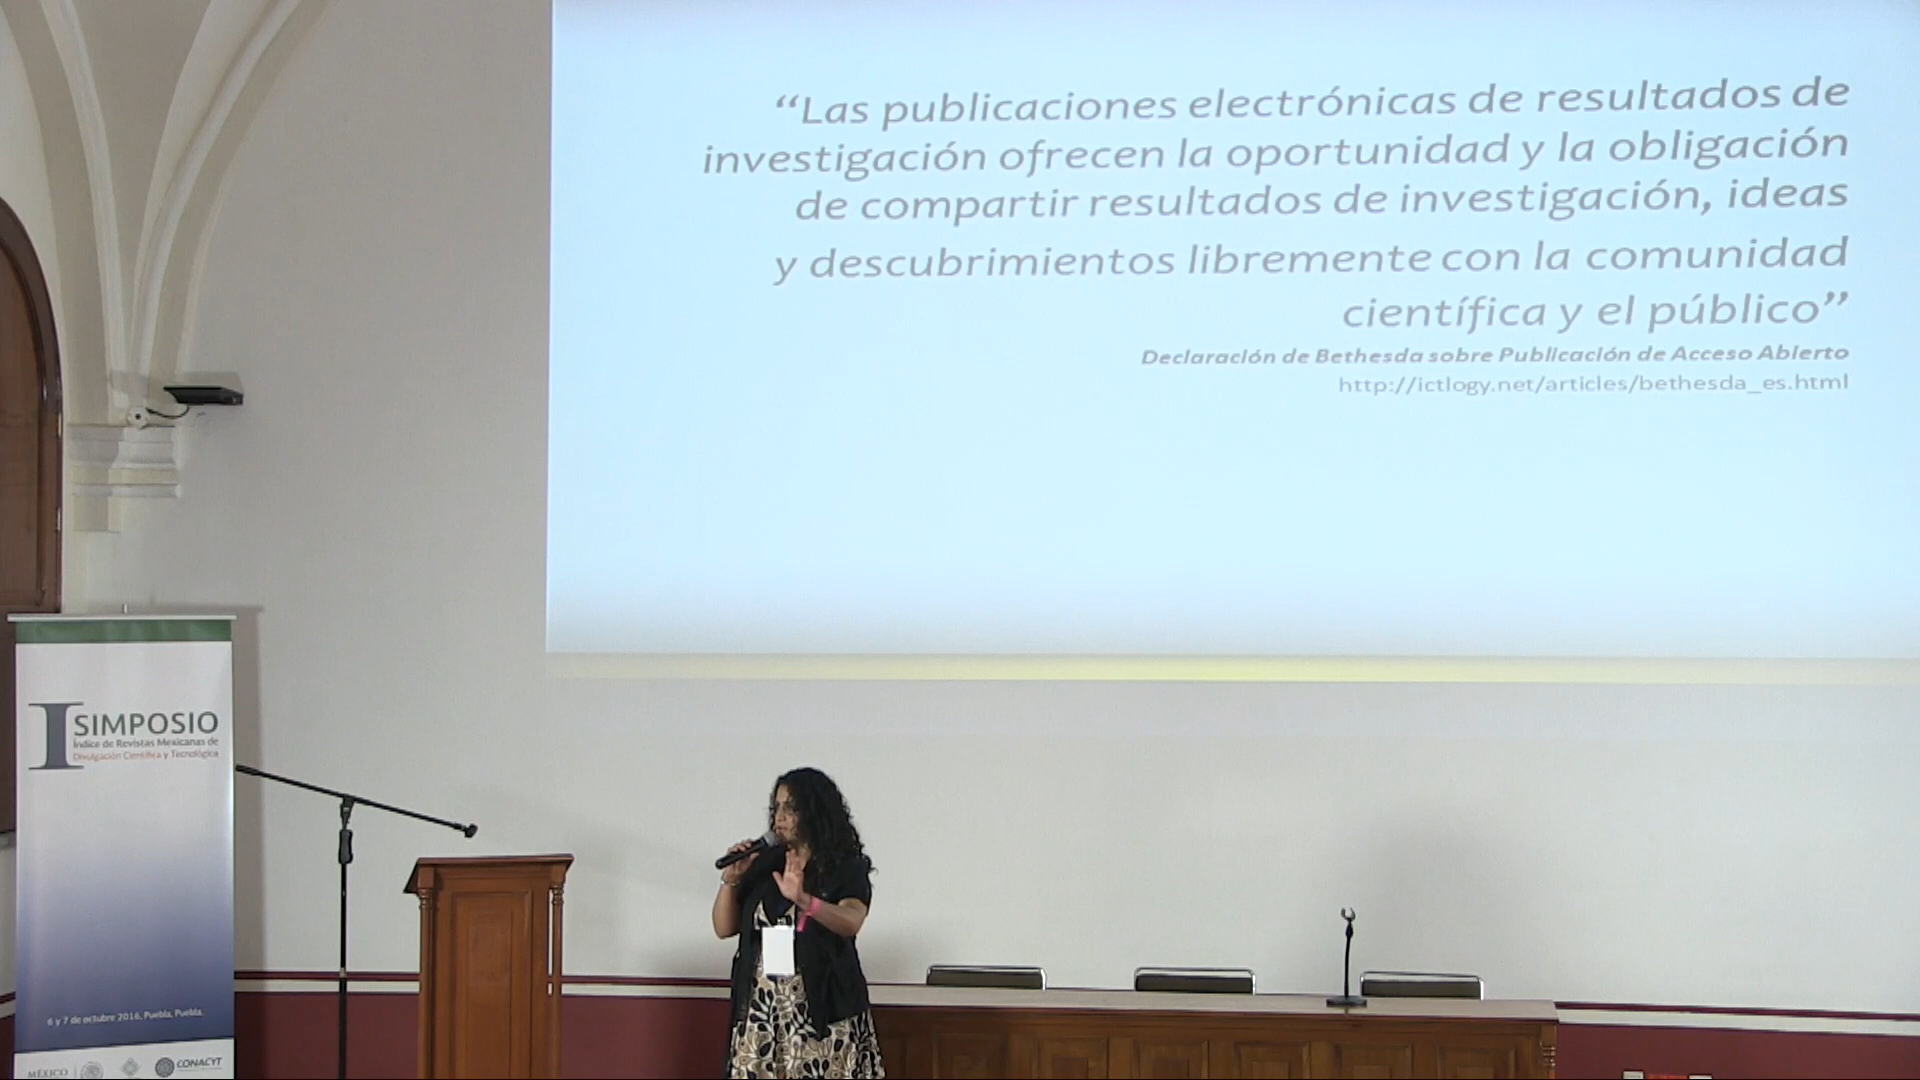 “Las publicaciones electrónicas de resultados de
investigación ofrecen la oportunidad y la obligación
de compartir resultados de investigación, ideas
y descubrimientos libremente con la comunidad
científica y el público”
Declaración de Bethesda sobre Publicación de Acceso Abierto
http://ictlogy.net/articles/bethesda_es.html
I SIMPOSIO
Índice de Revistas Mexicanas de
Divulgación Científica y Tecnológica
6 y 7 de octubre 2016, Puebla, Puebla.
MÉXICO
CONACYT